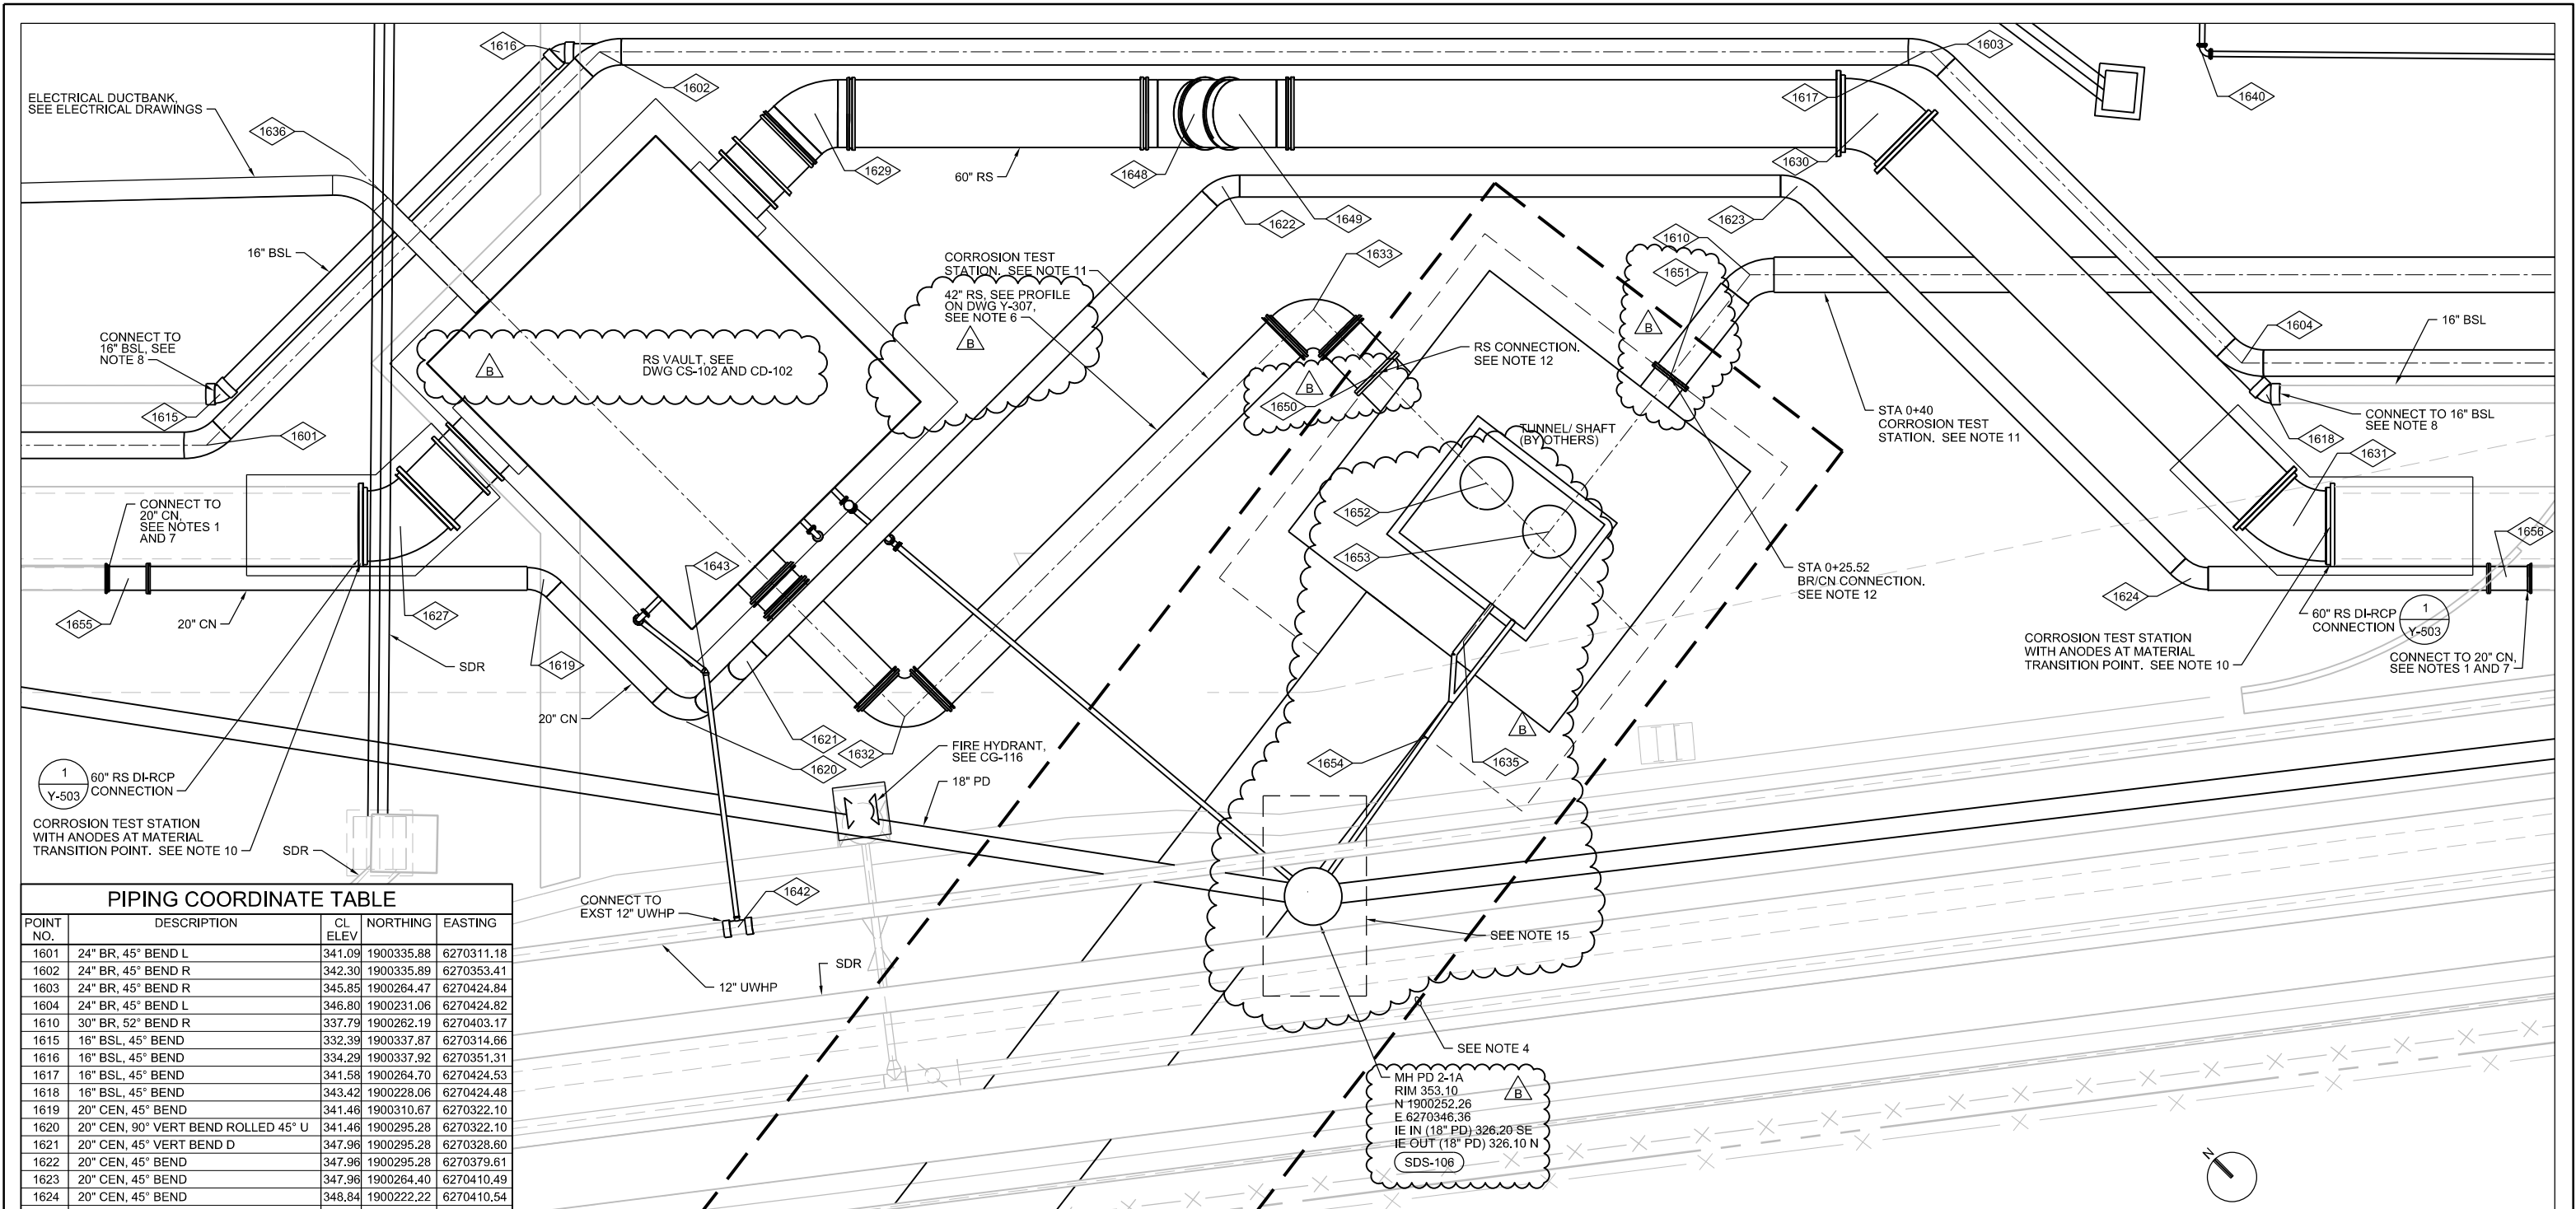 1616
1602
1603
ELECTRICAL DUCTBANK,
SEE ELECTRICAL DRAWINGS
1636
1617
1640
1629
60" RS
1648
1630
1622
1649
1623
1610
16" BSL
CORROSION TEST
STATION. SEE NOTE 11
1633
1651
42" RS, SEE PROFILE
ON DWG Y-307,
SEE NOTE 6
B
B
CONNECT TO
16" BSL, SEE
NOTE 8
RS VAULT, SEE
DWG CS-102 AND CD-102
B
RS CONNECTION.
SEE NOTE 12
1604
16" BSL
B
1650
1615
1601
STA 0+40
CORROSION TEST
STATION. SEE NOTE 11
CONNECT TO 16" BSL
SEE NOTE 8
1618
TUNNEL/ SHAFT
(BY OTHERS)
1631
CONNECT TO
20" CN,
SEE NOTES 1
AND 7
1652
1656
1653
1643
STA 0+25.52
BR/CN CONNECTION.
SEE NOTE 12
1655
20" CN
1627
1624
60" RS DI-RCP
CONNECTION
1
Y-503
SDR
1619
CORROSION TEST STATION
WITH ANODES AT MATERIAL
TRANSITION POINT. SEE NOTE 10
CONNECT TO 20" CN,
SEE NOTES 1 AND 7
20" CN
1621
1632
1620
B
FIRE HYDRANT,
SEE CG-116
18" PD
1654
1635
1
Y-503
60" RS DI-RCP
CONNECTION
CORROSION TEST STATION
WITH ANODES AT MATERIAL
TRANSITION POINT. SEE NOTE 10
SDR
1642
CONNECT TO
EXST 12" UWHP
SEE NOTE 15
SDR
12" UWHP
SEE NOTE 4
MH PD 2-1A
RIM 353.10
N 1900252.26
E 6270346.36
IE IN (18" PD) 326.20 SE
IE OUT (18" PD) 326.10 N
SDS-106
B
N
PIPING COORDINATE TABLE
POINT NO. DESCRIPTION CL ELEV NORTHING EASTING
1601 24" BR, 45° BEND L 341.09 1900335.88 6270311.18
1602 24" BR, 45° BEND R 342.30 1900335.89 6270353.41
1603 24" BR, 45° BEND R 345.85 1900264.47 6270424.84
1604 24" BR, 45° BEND L 346.80 1900231.06 6270424.82
1610 30" BR, 52° BEND R 337.79 1900262.19 6270403.17
1615 16" BSL, 45° BEND 332.39 1900337.87 6270314.66
1616 16" BSL, 45° BEND 334.29 1900337.92 6270351.31
1617 16" BSL, 45° BEND 341.58 1900264.70 6270424.53
1618 16" BSL, 45° BEND 343.42 1900228.06 6270424.48
1619 20" CEN, 45° BEND 341.46 1900310.67 6270322.10
1620 20" CEN, 90° VERT BEND ROLLED 45° U 341.46 1900295.28 6270322.10
1621 20" CEN, 45° VERT BEND D 347.96 1900295.28 6270328.60
1622 20" CEN, 45° BEND 347.96 1900295.28 6270379.61
1623 20" CEN, 45° BEND 347.96 1900264.40 6270410.49
1624 20" CEN, 45° BEND 348.84 1900222.22 6270410.54